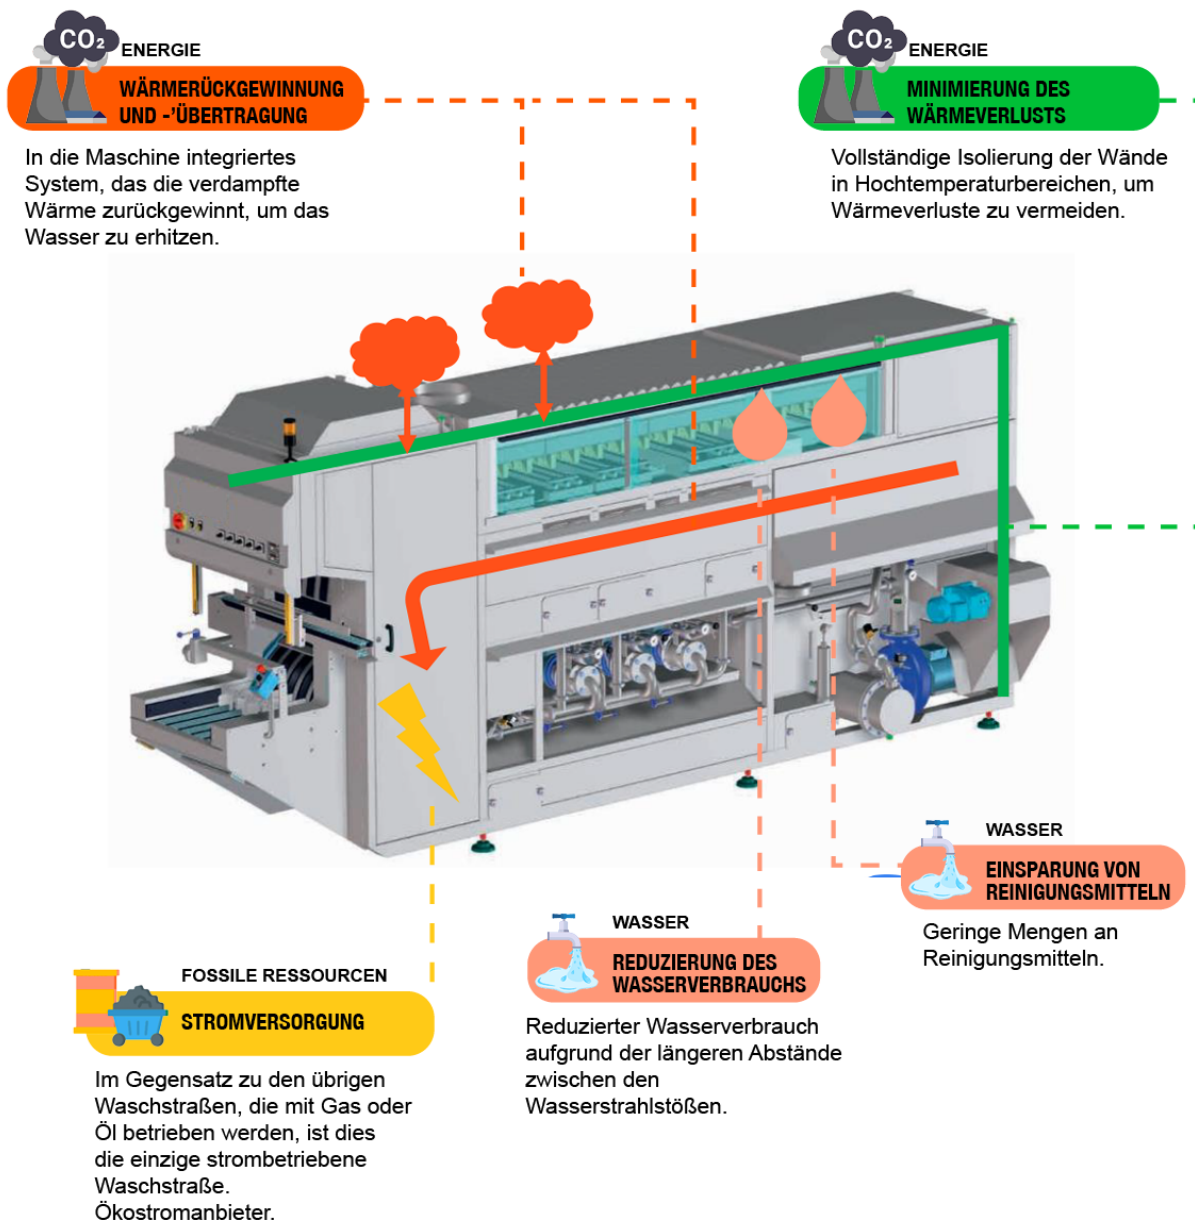 CO₂ ENERGIE
WÄRMERÜCKGEWINNUNG
UND -'ÜBERTRAGUNG
In die Maschine integriertes
System, das die verdampfte
Wärme zurückgewinnt, um das
Wasser zu erhitzen.
CO₂ ENERGIE
MINIMIERUNG DES
WÄRMEVERLUSTS
Vollständige Isolierung der Wände
in Hochtemperaturbereichen, um
Wärmeverluste zu vermeiden.
WASSER
EINSPARUNG VON
REINIGUNGSMITTELN
Geringe Mengen an
Reinigungsmitteln.
WASSER
REDUZIERUNG DES
WASSERVERBRAUCHS
Reduzierter Wasserverbrauch
aufgrund der längeren Abstände
zwischen den
Wasserstrahlstößen.
FOSSILE RESSOURCEN
STROMVERSORGUNG
Im Gegensatz zu den übrigen
Waschstraßen, die mit Gas oder
Öl betrieben werden, ist dies
die einzige strombetriebene
Waschstraße.
Ökostromanbieter.